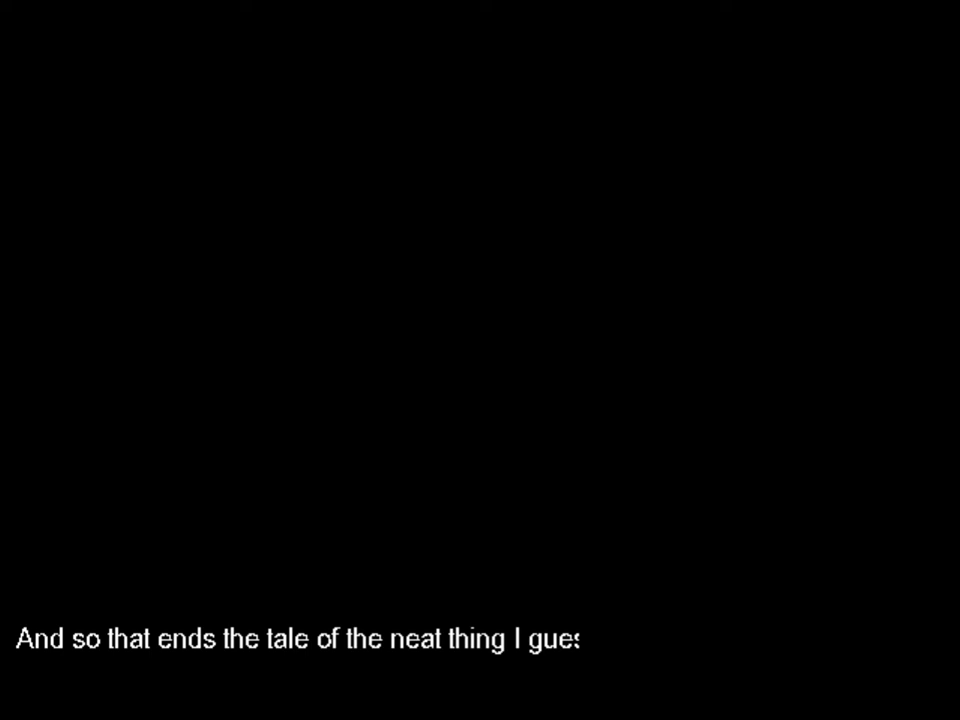 And so that ends the tale of the neat thing I gues